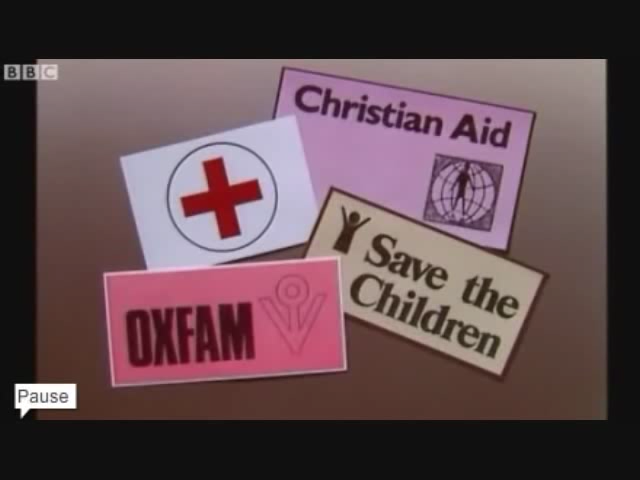 BBC
Christian Aid
Save the
Children
OXFAM
Pause